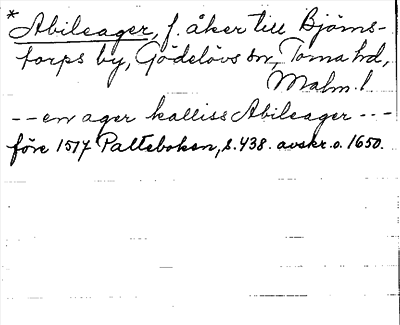 * Abileager, f. åker till Björns-
torps by, Gödelövs sn, Torna hd,
Malm. l.
-- en ager kalliss Abileager ---
före 1517 Palteboken, s. 438. avskr. o. 1650.